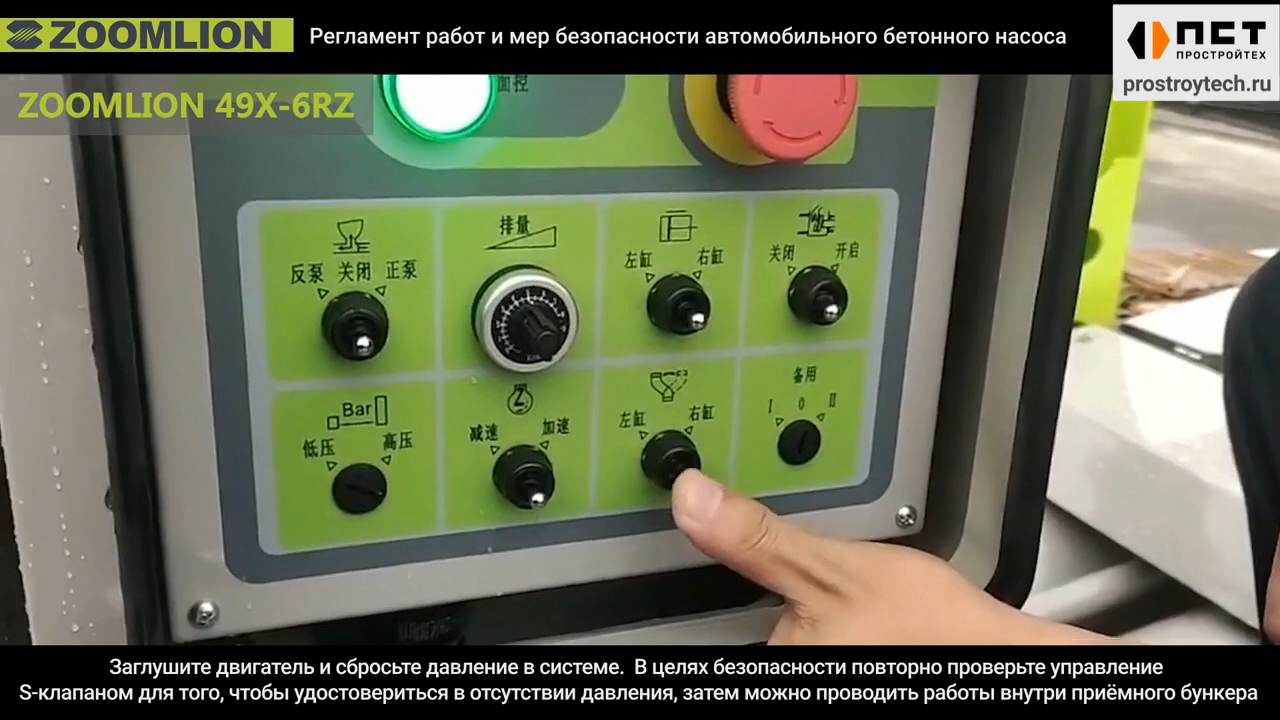 ZOOMLION
Регламент работ и мер безопасности автомобильного бетонного насоса
ПСТ
ПРОСТРОЙТЕХ
prostroytech.ru
ZOOMLION 49X-6RZ
面控
反泵 关闭 正泵
排量
左缸 右缸
关闭 开启
Bar
低压 高压
减速 加速
左缸 右缸
备用
I O II
Заглушите двигатель и сбросьте давление в системе. В целях безопасности повторно проверьте управление
S-клапаном для того, чтобы удостовериться в отсутствии давления, затем можно проводить работы внутри приёмного бункера